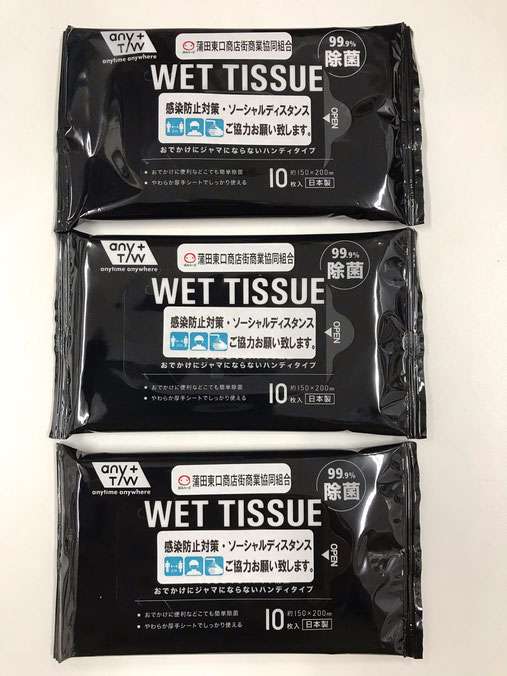 any+
T/W
anytime anywhere
蒲田東口商店街商業協同組合
99.9%
除菌
WET TISSUE
感染防止対策・ソーシャルディスタンス
ご協力お願い致します。
OPEN
おでかけにジャマにならないハンディタイプ
● おでかけに便利などこでも簡単除菌
● やわらか厚手シートでしっかり使える
10枚入 約150×200mm 日本製
any+
T/W
anytime anywhere
蒲田東口商店街商業協同組合
99.9%
除菌
WET TISSUE
感染防止対策・ソーシャルディスタンス
ご協力お願い致します。
OPEN
おでかけにジャマにならないハンディタイプ
● おでかけに便利などこでも簡単除菌
● やわらか厚手シートでしっかり使える
10枚入 約150×200mm 日本製
any+
T/W
anytime anywhere
蒲田東口商店街商業協同組合
99.9%
除菌
WET TISSUE
感染防止対策・ソーシャルディスタンス
ご協力お願い致します。
OPEN
おでかけにジャマにならないハンディタイプ
● おでかけに便利などこでも簡単除菌
● やわらか厚手シートでしっかり使える
10枚入 約150×200mm 日本製